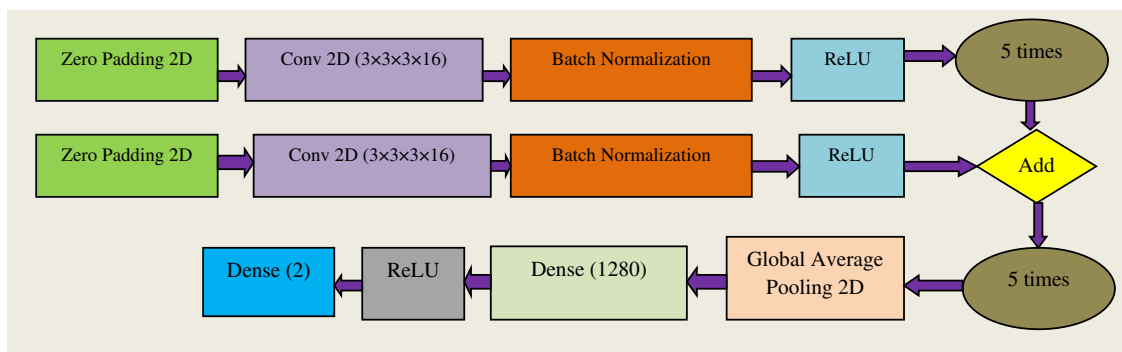 Zero Padding 2D
Conv 2D (3×3×3×16)
Batch Normalization
ReLU
5 times
Zero Padding 2D
Conv 2D (3×3×3×16)
Batch Normalization
ReLU
Add
Dense (2)
ReLU
Dense (1280)
Global Average
Pooling 2D
5 times